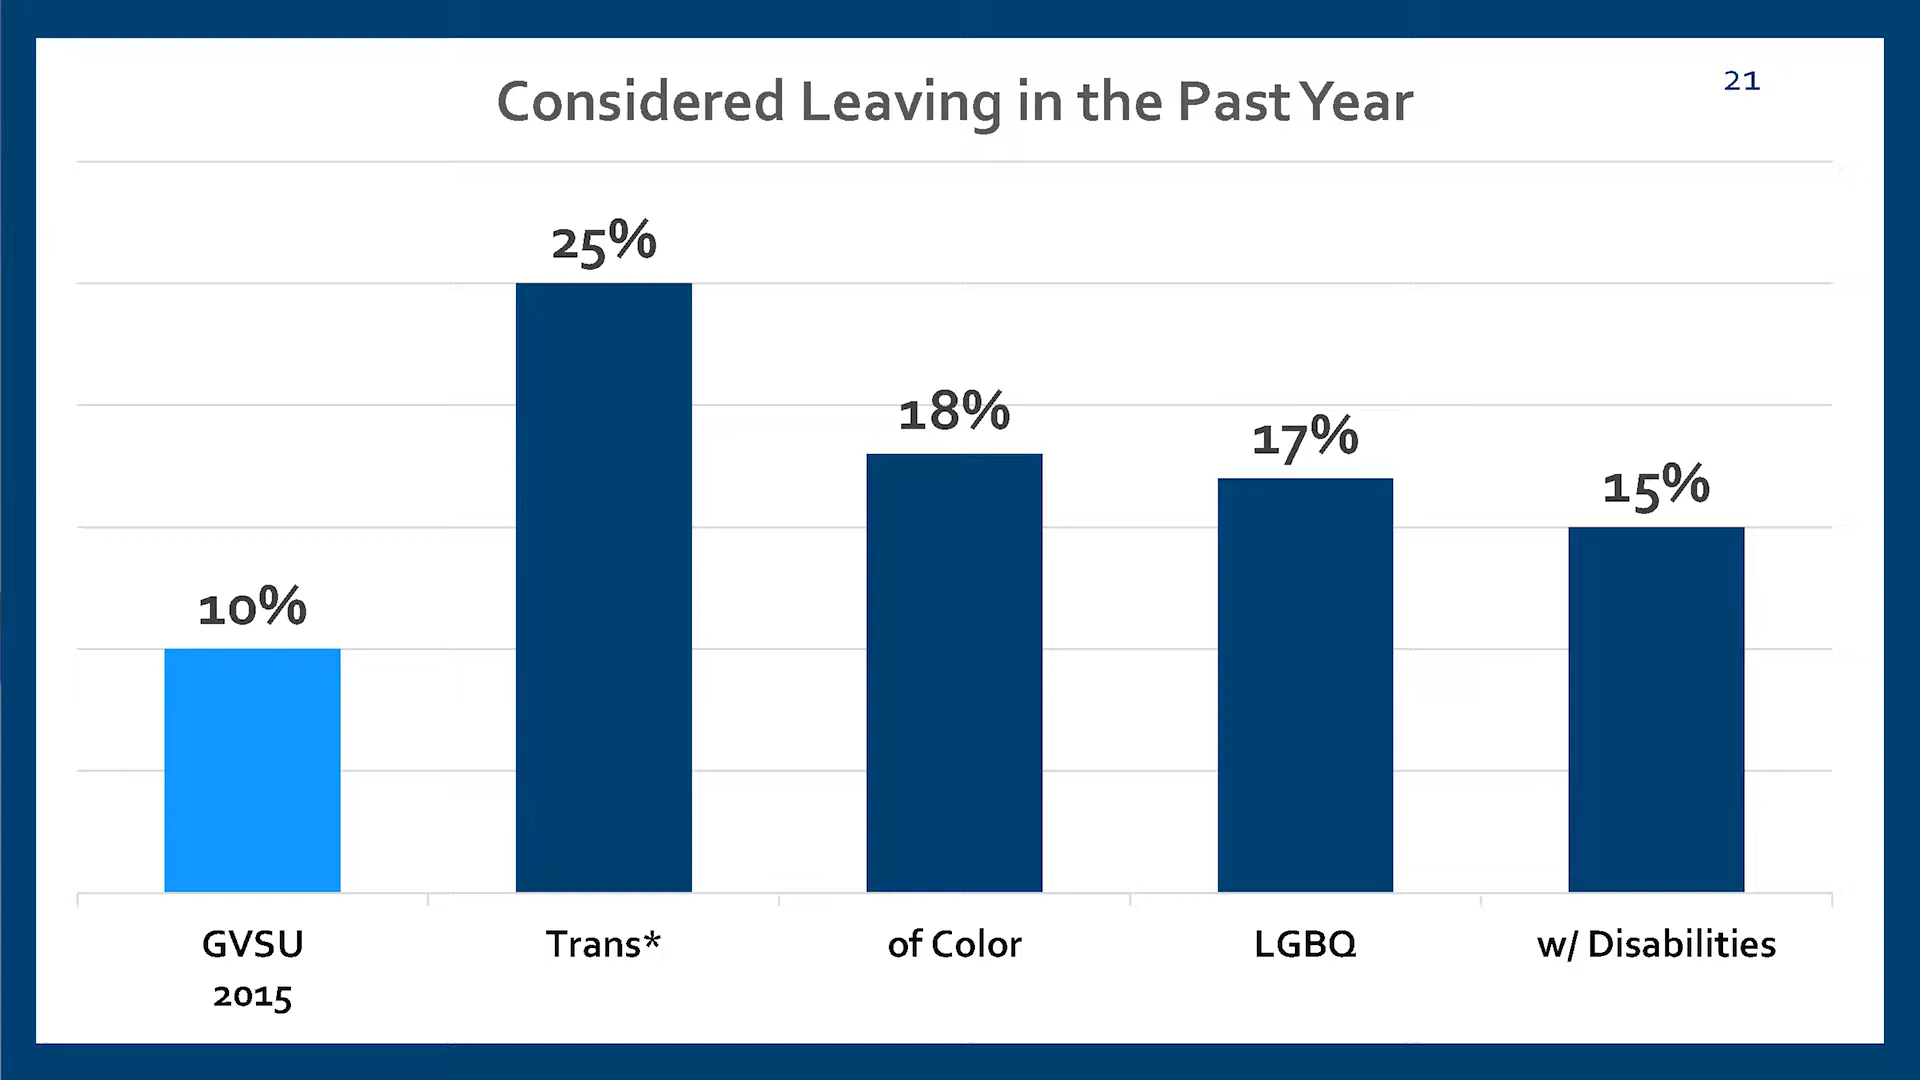 Considered Leaving in the Past Year
21
25%
18%
17%
15%
10%
GVSU
2015
Trans*
of Color
LGBQ
w/ Disabilities